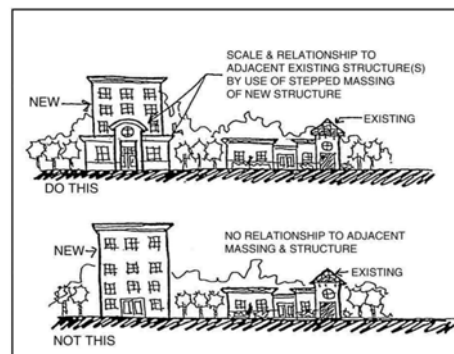 SCALE & RELATIONSHIP TO
ADJACENT EXISTING STRUCTURE(S)
BY USE OF STEPPED MASSING
OF NEW STRUCTURE
NEW
EXISTING
DO THIS
NO RELATIONSHIP TO ADJACENT
MASSING & STRUCTURE
NEW
EXISTING
NOT THIS